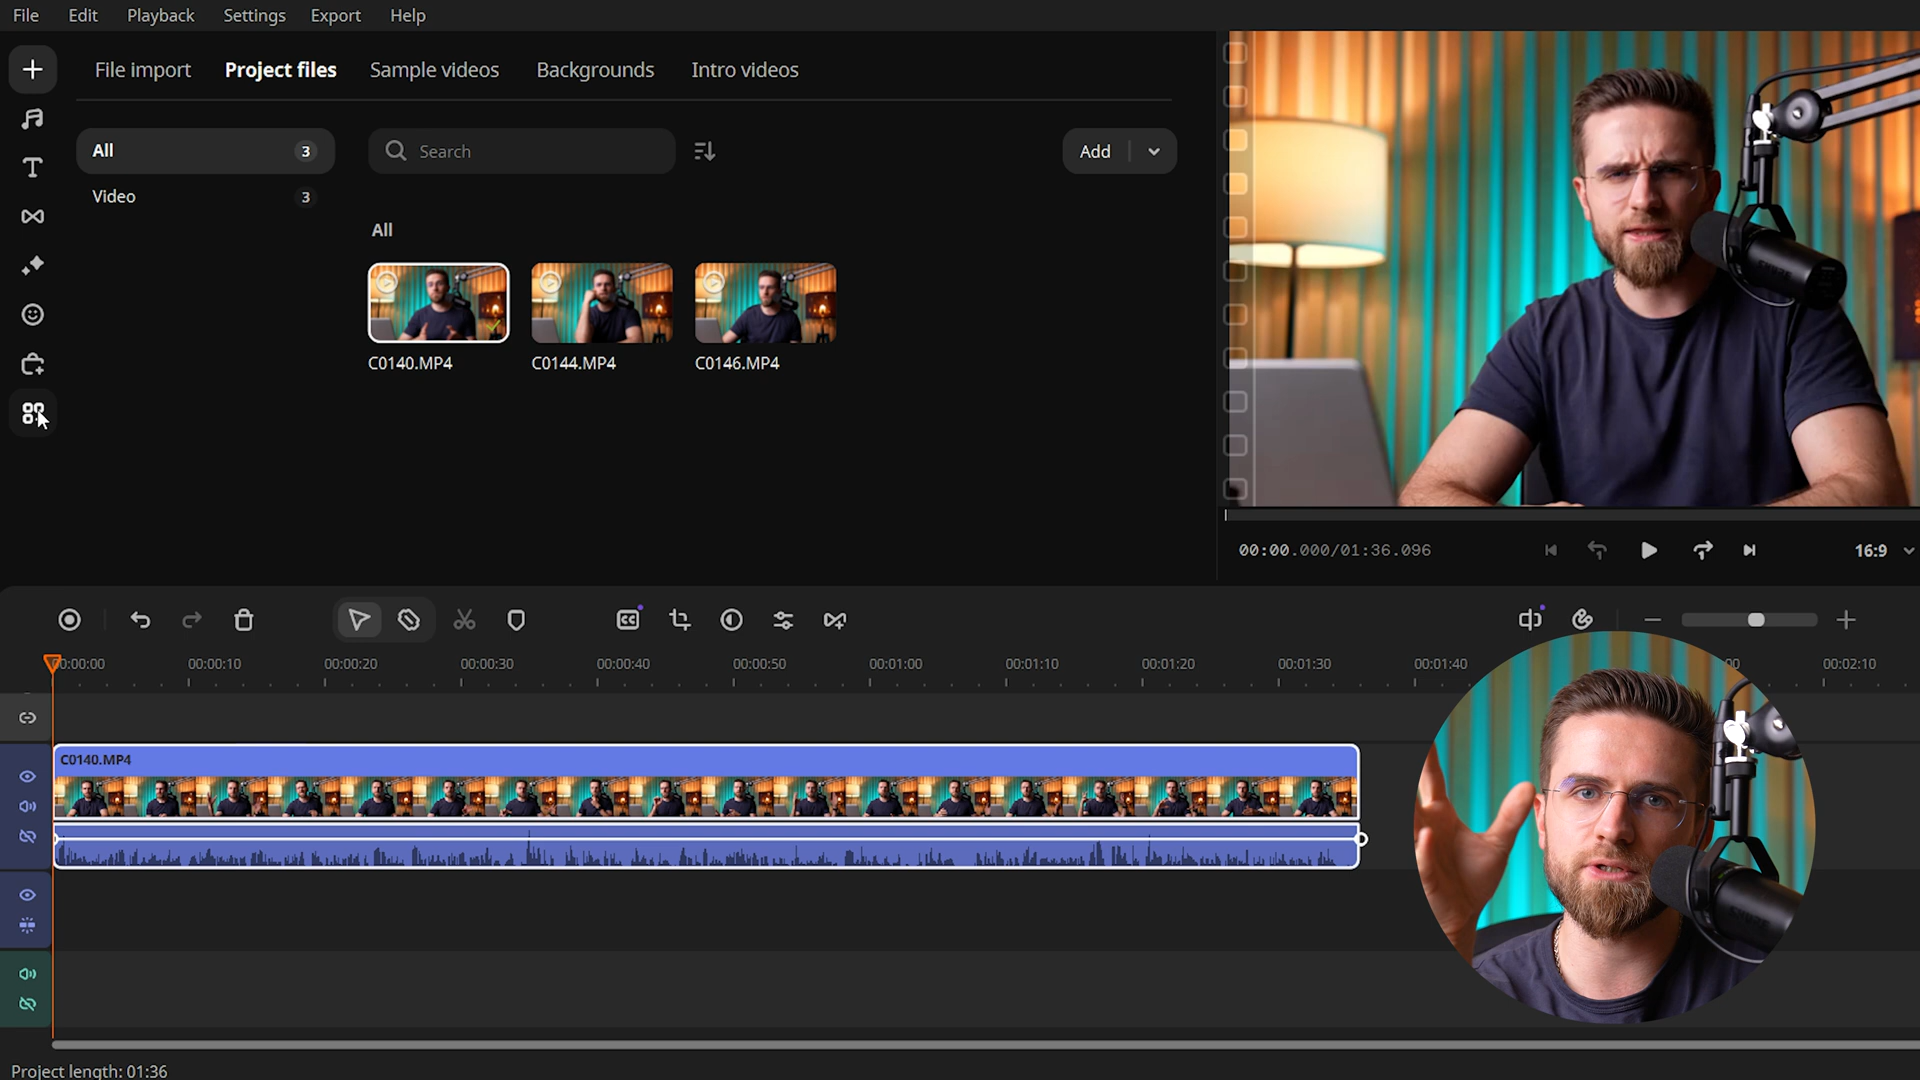 File Edit Playback Settings Export Help
File import Project files Sample videos Backgrounds Intro videos
All 3
Search
Add
Video 3
All
C0140.MP4 C0144.MP4 C0146.MP4
00:00.000/01:36.096
16:9
CC
00:00:00 00:00:10 00:00:20 00:00:30 00:00:40 00:00:50 00:01:00 00:01:10 00:01:20 00:01:30 00:01:40 00:02:10
C0140.MP4
Project length: 01:36